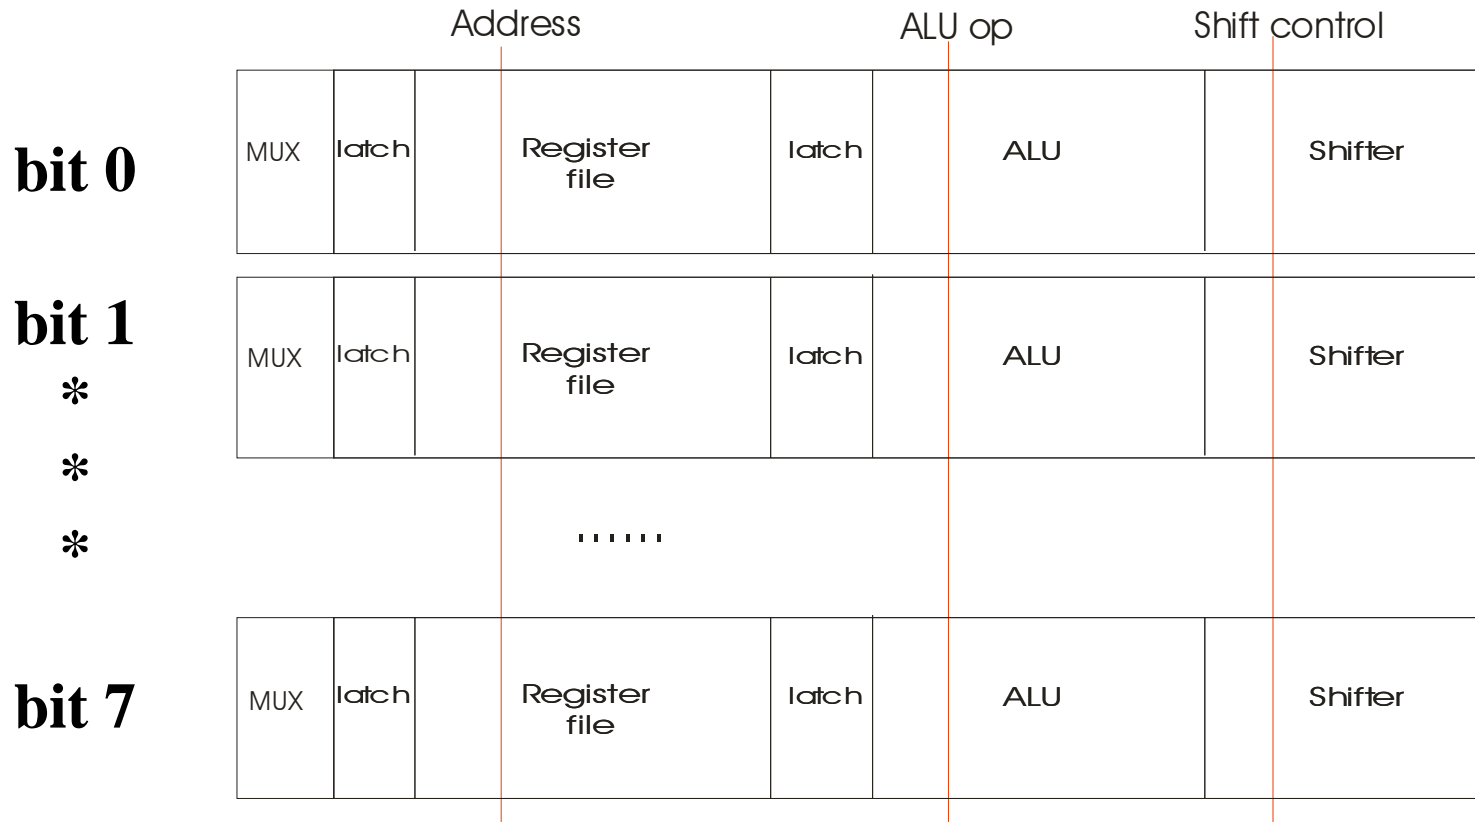 Address ALU op Shift control
bit 0 MUX latch Register file latch ALU Shifter
bit 1 MUX latch Register file latch ALU Shifter
*
*
* ......
bit 7 MUX latch Register file latch ALU Shifter